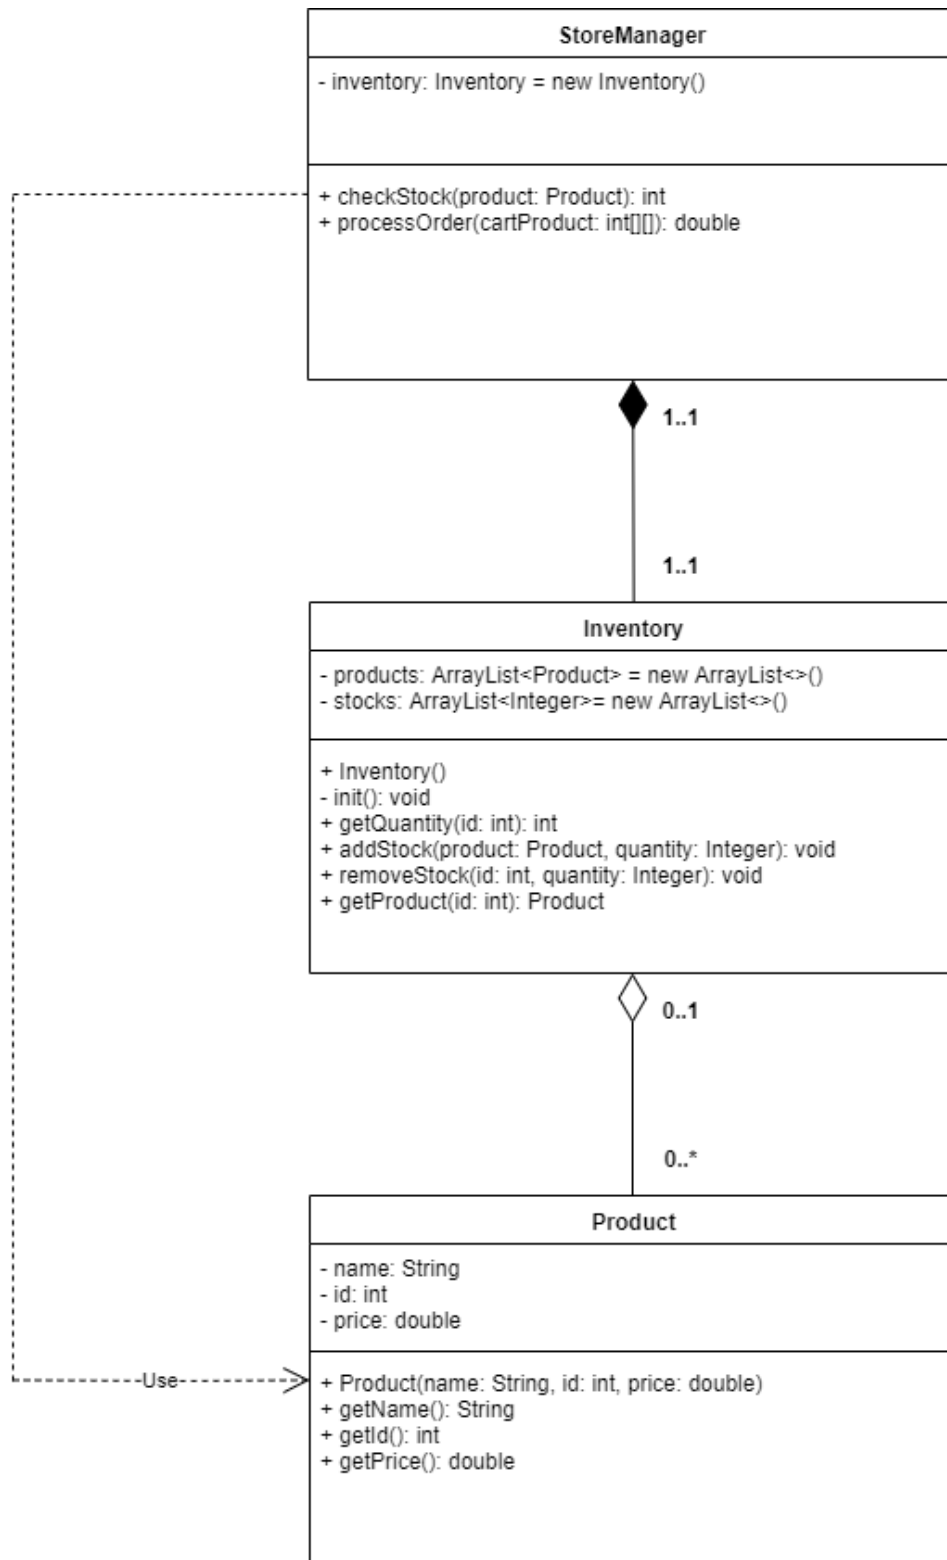 StoreManager
- inventory: Inventory = new Inventory()
+ checkStock(product: Product): int
+ processOrder(cartProduct: int[][]): double
1..1
1..1
Inventory
- products: ArrayList<Product> = new ArrayList<>()
- stocks: ArrayList<Integer>= new ArrayList<>()
+ Inventory()
- init(): void
+ getQuantity(id: int): int
+ addStock(product: Product, quantity: Integer): void
+ removeStock(id: int, quantity: Integer): void
+ getProduct(id: int): Product
0..1
0..*
Product
- name: String
- id: int
- price: double
Use
+ Product(name: String, id: int, price: double)
+ getName(): String
+ getId(): int
+ getPrice(): double